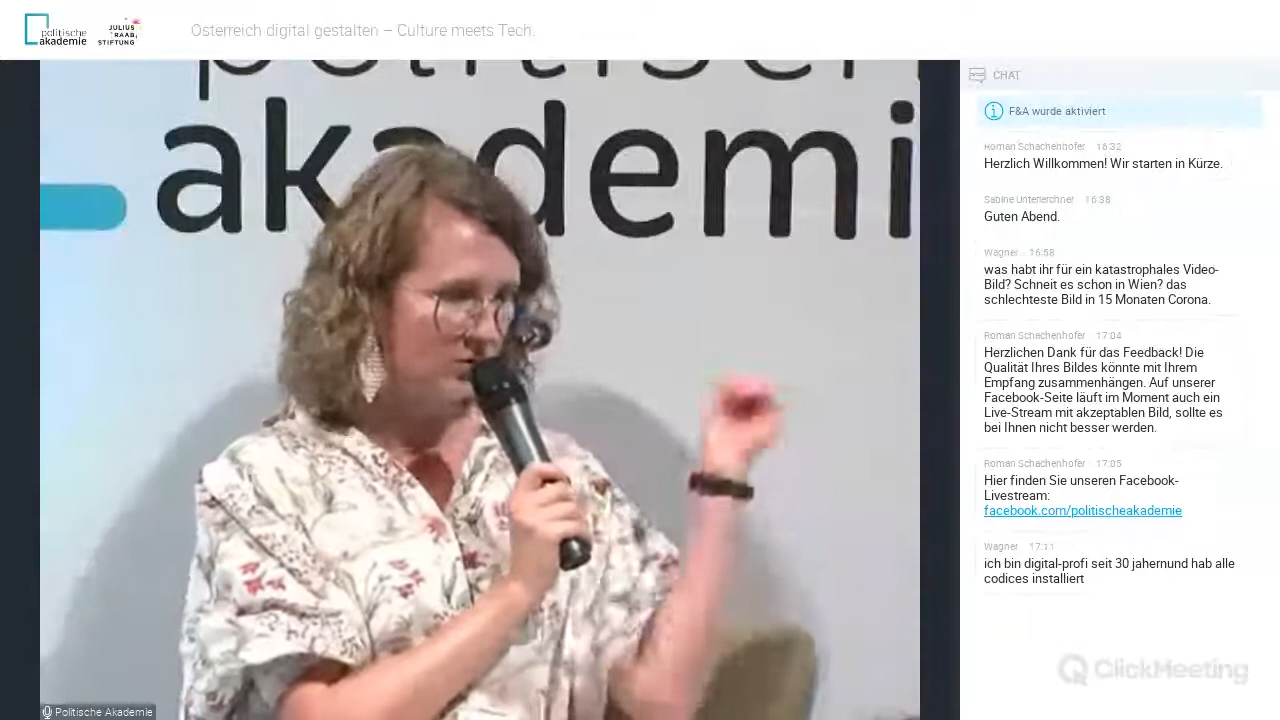 politische
akademie
JULIUS
RAAB
STIFTUNG
Österreich digital gestalten – Culture meets Tech.
akademi
Politische Akademie
CHAT
F&A wurde aktiviert
Roman Schachenhofer 16:32
Herzlich Willkommen! Wir starten in Kürze.
Sabine Unterlerchner 16:38
Guten Abend.
Wagner 16:58
was habt ihr für ein katastrophales Video-
Bild? Schneit es schon in Wien? das
schlechteste Bild in 15 Monaten Corona.
Roman Schachenhofer 17:04
Herzlichen Dank für das Feedback! Die
Qualität Ihres Bildes könnte mit Ihrem
Empfang zusammenhängen. Auf unserer
Facebook-Seite läuft im Moment auch ein
Live-Stream mit akzeptablen Bild, sollte es
bei Ihnen nicht besser werden.
Roman Schachenhofer 17:05
Hier finden Sie unseren Facebook-
Livestream:
facebook.com/politischeakademie
Wagner 17:11
ich bin digital-profi seit 30 jahernund hab alle
codices installiert
ClickMeeting